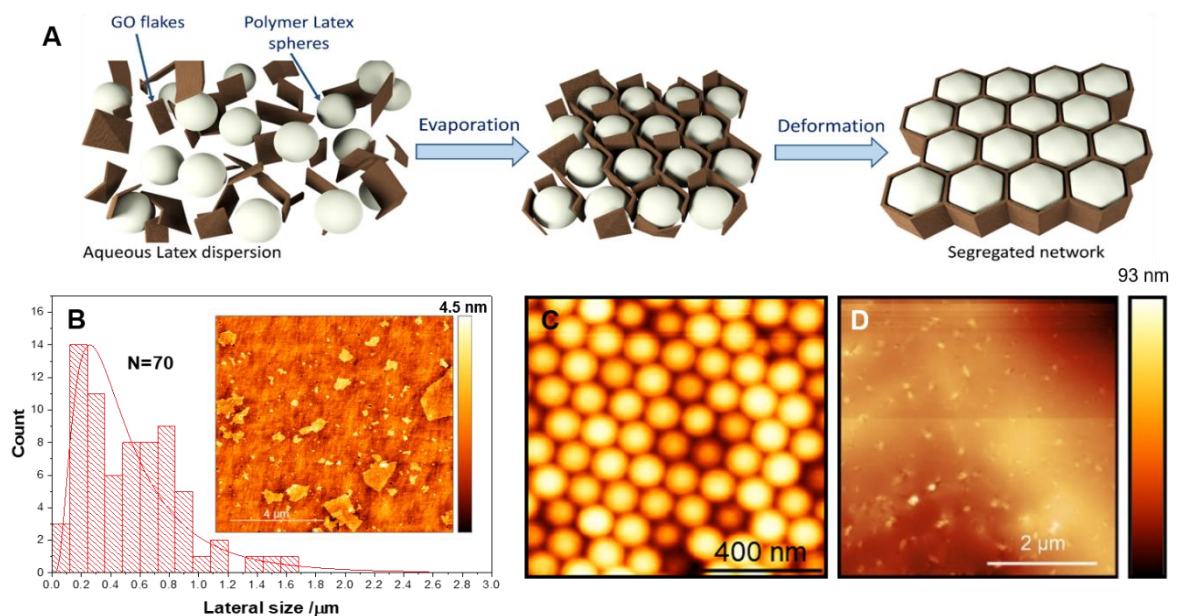 A
GO flakes
Polymer Latex
spheres
Evaporation
Deformation
Aqueous Latex dispersion
Segregated network
93 nm
B
N=70
4.5 nm
4 µm
16
14
12
10
8
6
4
2
0
Count
0.0 0.2 0.4 0.6 0.8 1.0 1.2 1.4 1.6 1.8 2.0 2.2 2.4 2.6 2.8 3.0
Lateral size /µm
C
400 nm
D
2 µm